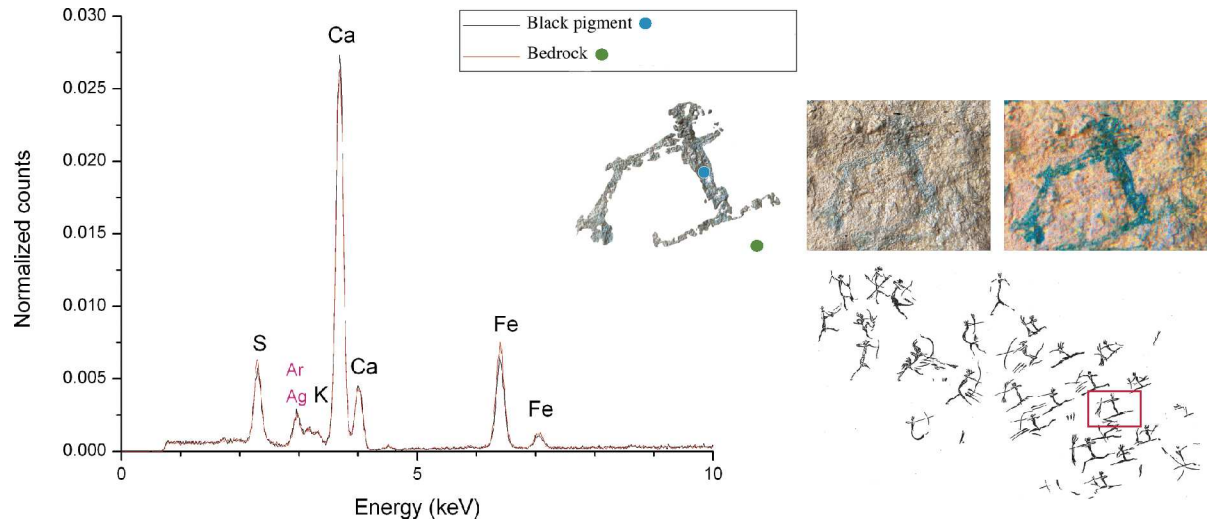 Black pigment
Bedrock
0.030
0.025
0.020
0.015
0.010
0.005
0.000
Normalized counts
S
Ar
Ag
K
Ca
Ca
Fe
Fe
0
5
10
Energy (keV)